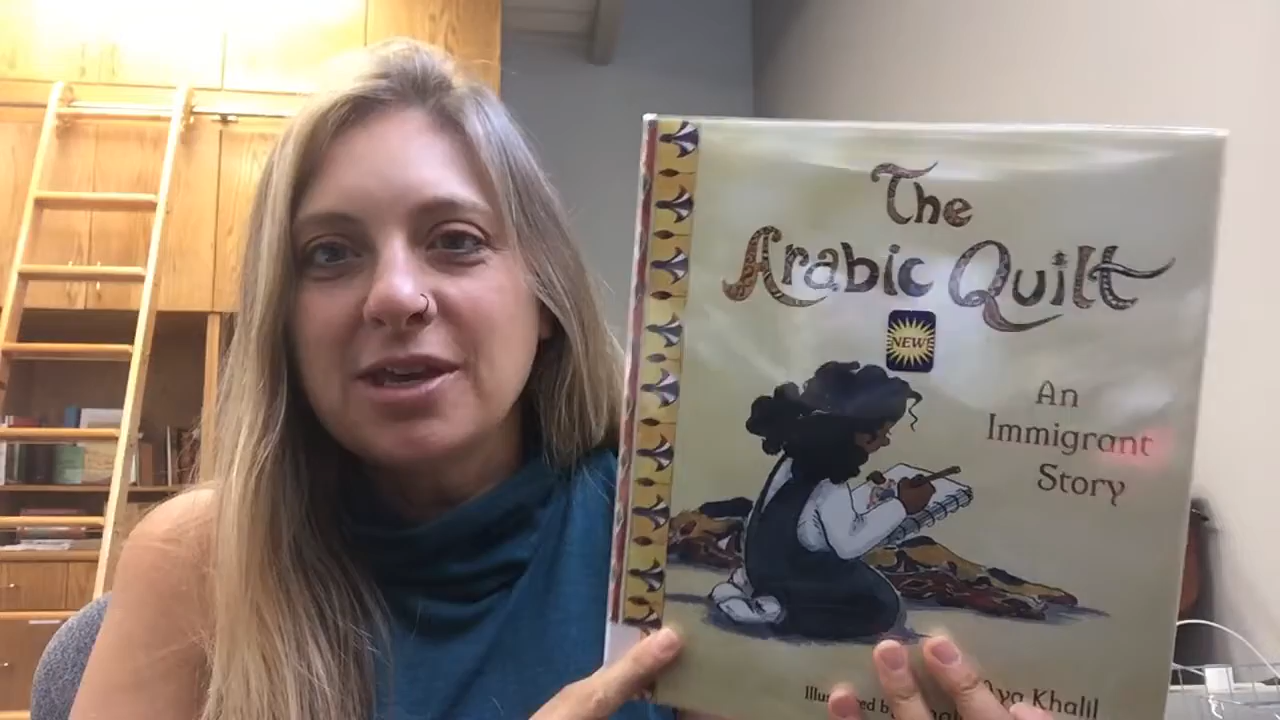 The
Arabic Quilt
NEW!
An
Immigrant
Story
Aya Khalil